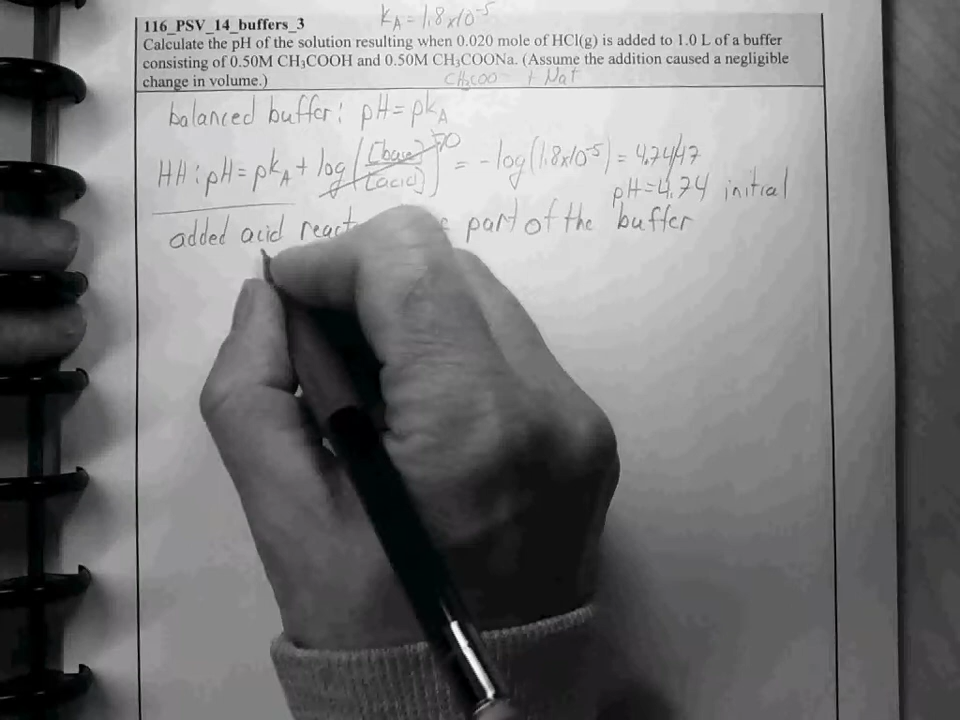 KA = 1.8x10-5
116_PSV_14_buffers_3
Calculate the pH of the solution resulting when 0.020 mole of HCl(g) is added to 1.0 L of a buffer
consisting of 0.50M CH3COOH and 0.50M CH3COONa. (Assume the addition caused a negligible
change in volume.)
CH3COO- + Na+
balanced buffer: pH = pKA
HH: pH = pKA + log([base]/[acid]) 0 = -log(1.8x10-5) = 4.74/47
pH = 4.74 initial
added acid part of the buffer